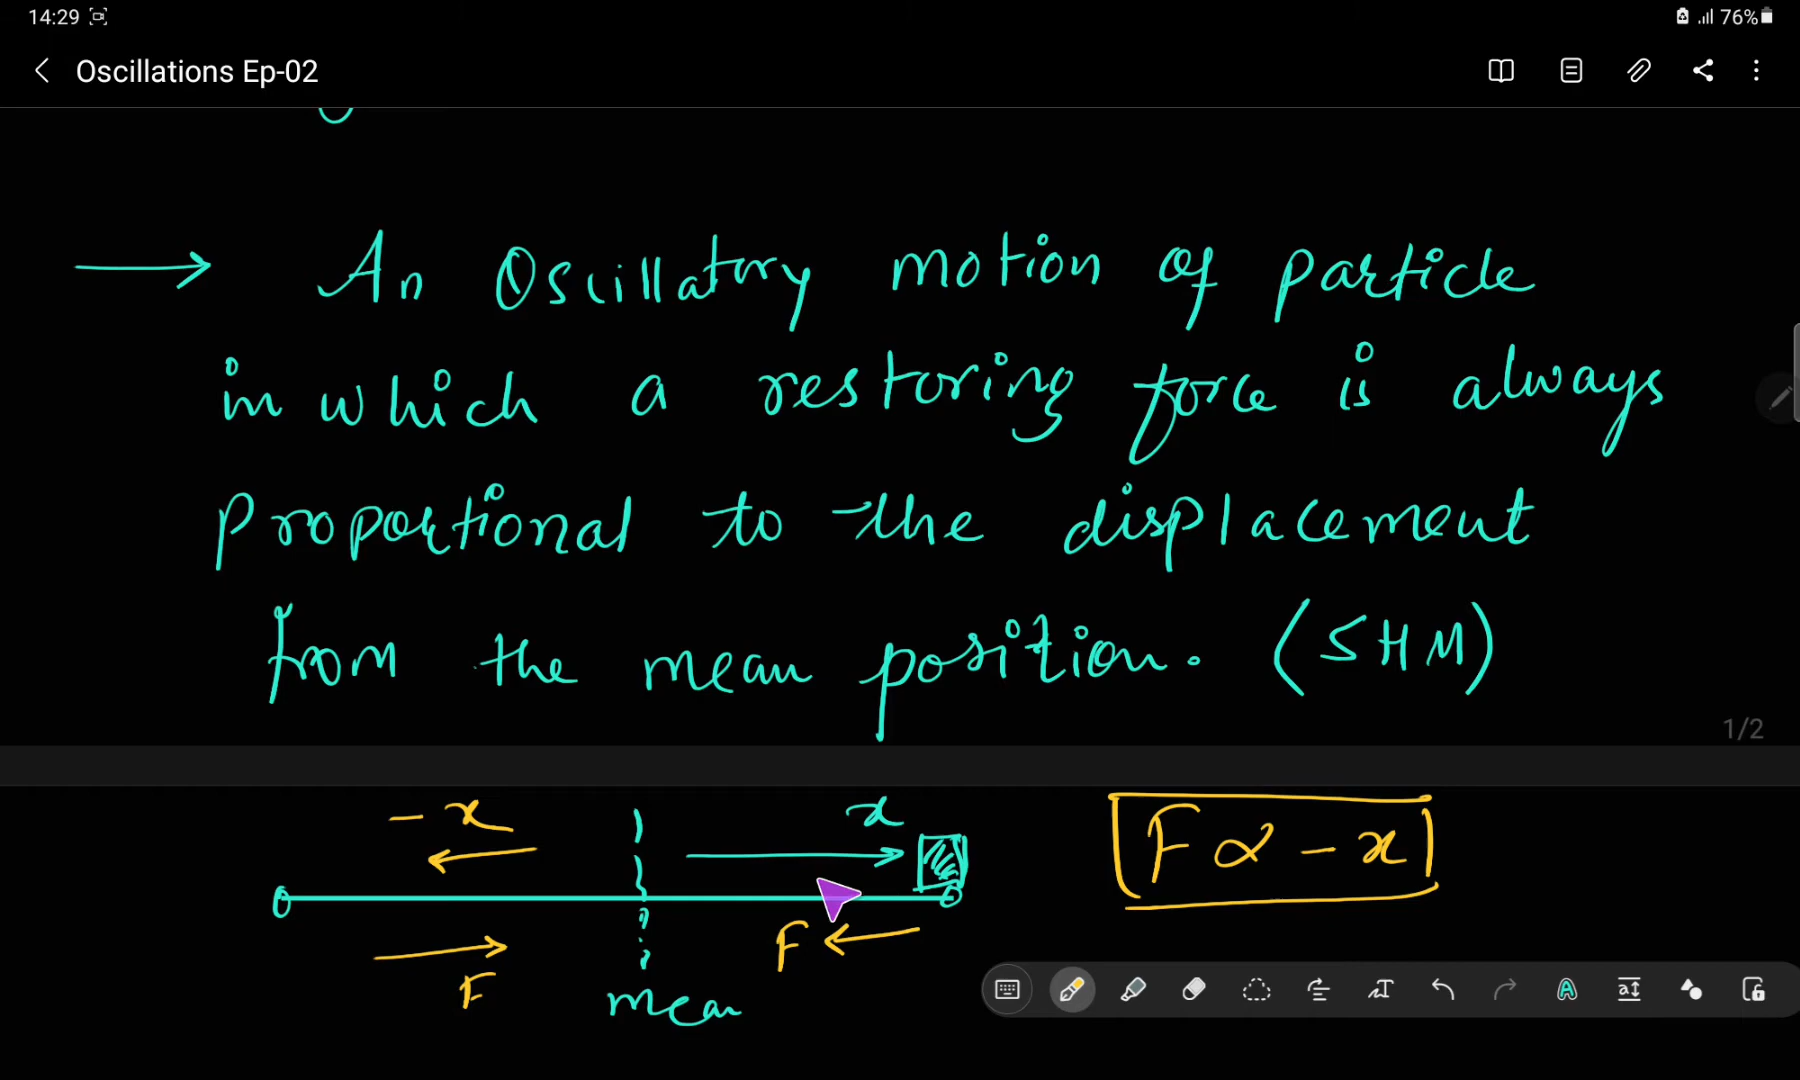 14:29
76%
Oscillations Ep-02
→ An Oscillatory motion of particle
in which a restoring force is always
proportional to the displacement
from the mean position. (SHM)
1/2
- x
x
F ∝ - x
F
F
mean